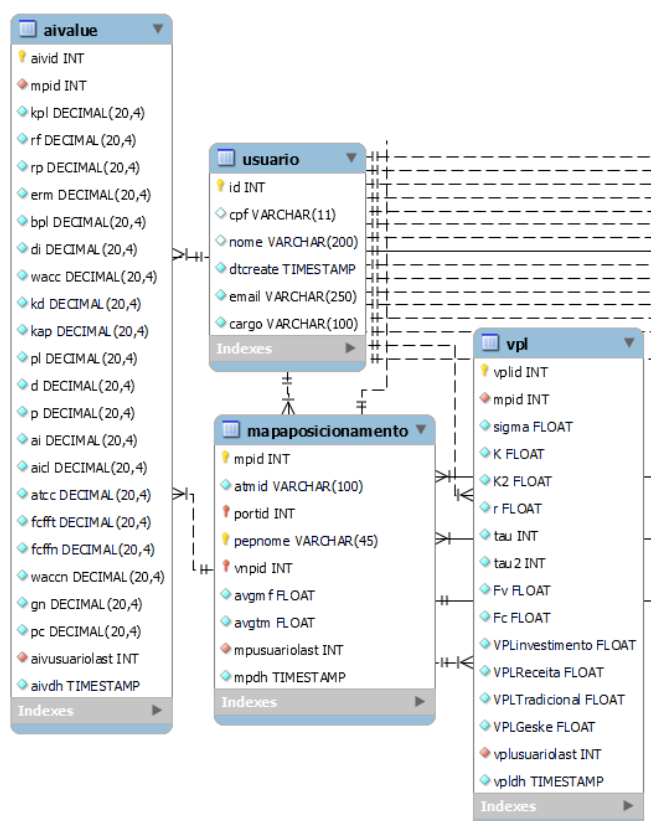 aivalue
aivid INT
mpid INT
kpl DECIMAL(20,4)
rf DECIMAL(20,4)
rp DECIMAL(20,4)
erm DECIMAL(20,4)
bpl DECIMAL(20,4)
di DECIMAL(20,4)
wacc DECIMAL(20,4)
kd DECIMAL(20,4)
kap DECIMAL(20,4)
pl DECIMAL(20,4)
d DECIMAL(20,4)
p DECIMAL(20,4)
ai DECIMAL(20,4)
aicl DECIMAL(20,4)
atcc DECIMAL(20,4)
fcfft DECIMAL(20,4)
fcffn DECIMAL(20,4)
waccn DECIMAL(20,4)
gn DECIMAL(20,4)
pc DECIMAL(20,4)
aivusuariolast INT
aivdh TIMESTAMP
Indexes
usuario
id INT
cpf VARCHAR(11)
nome VARCHAR(200)
dtcreate TIMESTAMP
email VARCHAR(250)
cargo VARCHAR(100)
Indexes
mapaposicionamento
mpid INT
atmid VARCHAR(100)
portid INT
pepnome VARCHAR(45)
vnpid INT
avgmf FLOAT
avgtm FLOAT
mpusuariolast INT
mpdh TIMESTAMP
Indexes
vpl
vplid INT
mpid INT
sigma FLOAT
K FLOAT
K2 FLOAT
r FLOAT
tau INT
tau2 INT
Fv FLOAT
Fc FLOAT
VPLinvestimento FLOAT
VPLReceita FLOAT
VPLTradicional FLOAT
VPLGeske FLOAT
vplusuariolast INT
vpldh TIMESTAMP
Indexes